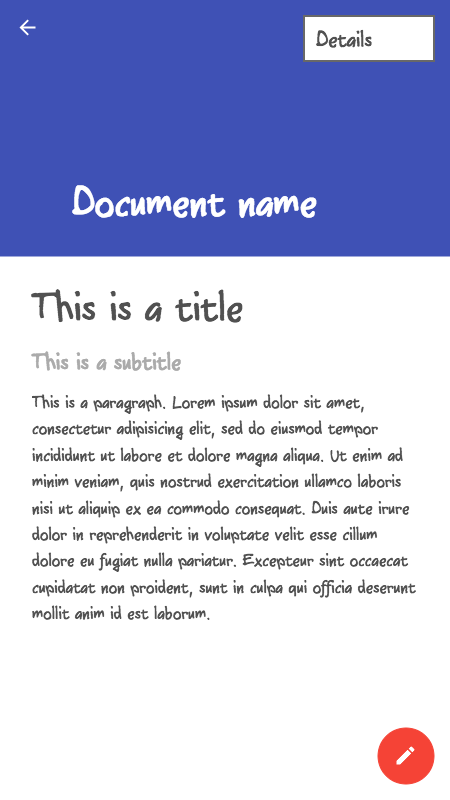 Details
Document name
This is a title
This is a subtitle
This is a paragraph. Lorem ipsum dolor sit amet,
consectetur adipisicing elit, sed do eiusmod tempor
incididunt ut labore et dolore magna aliqua. Ut enim ad
minim veniam, quis nostrud exercitation ullamco laboris
nisi ut aliquip ex ea commodo consequat. Duis aute irure
dolor in reprehenderit in voluptate velit esse cillum
dolore eu fugiat nulla pariatur. Excepteur sint occaecat
cupidatat non proident, sunt in culpa qui officia deserunt
mollit anim id est laborum.